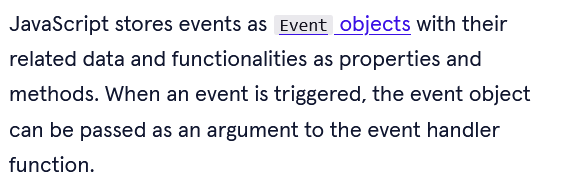 JavaScript stores events as Event objects with their
related data and functionalities as properties and
methods. When an event is triggered, the event object
can be passed as an argument to the event handler
function.